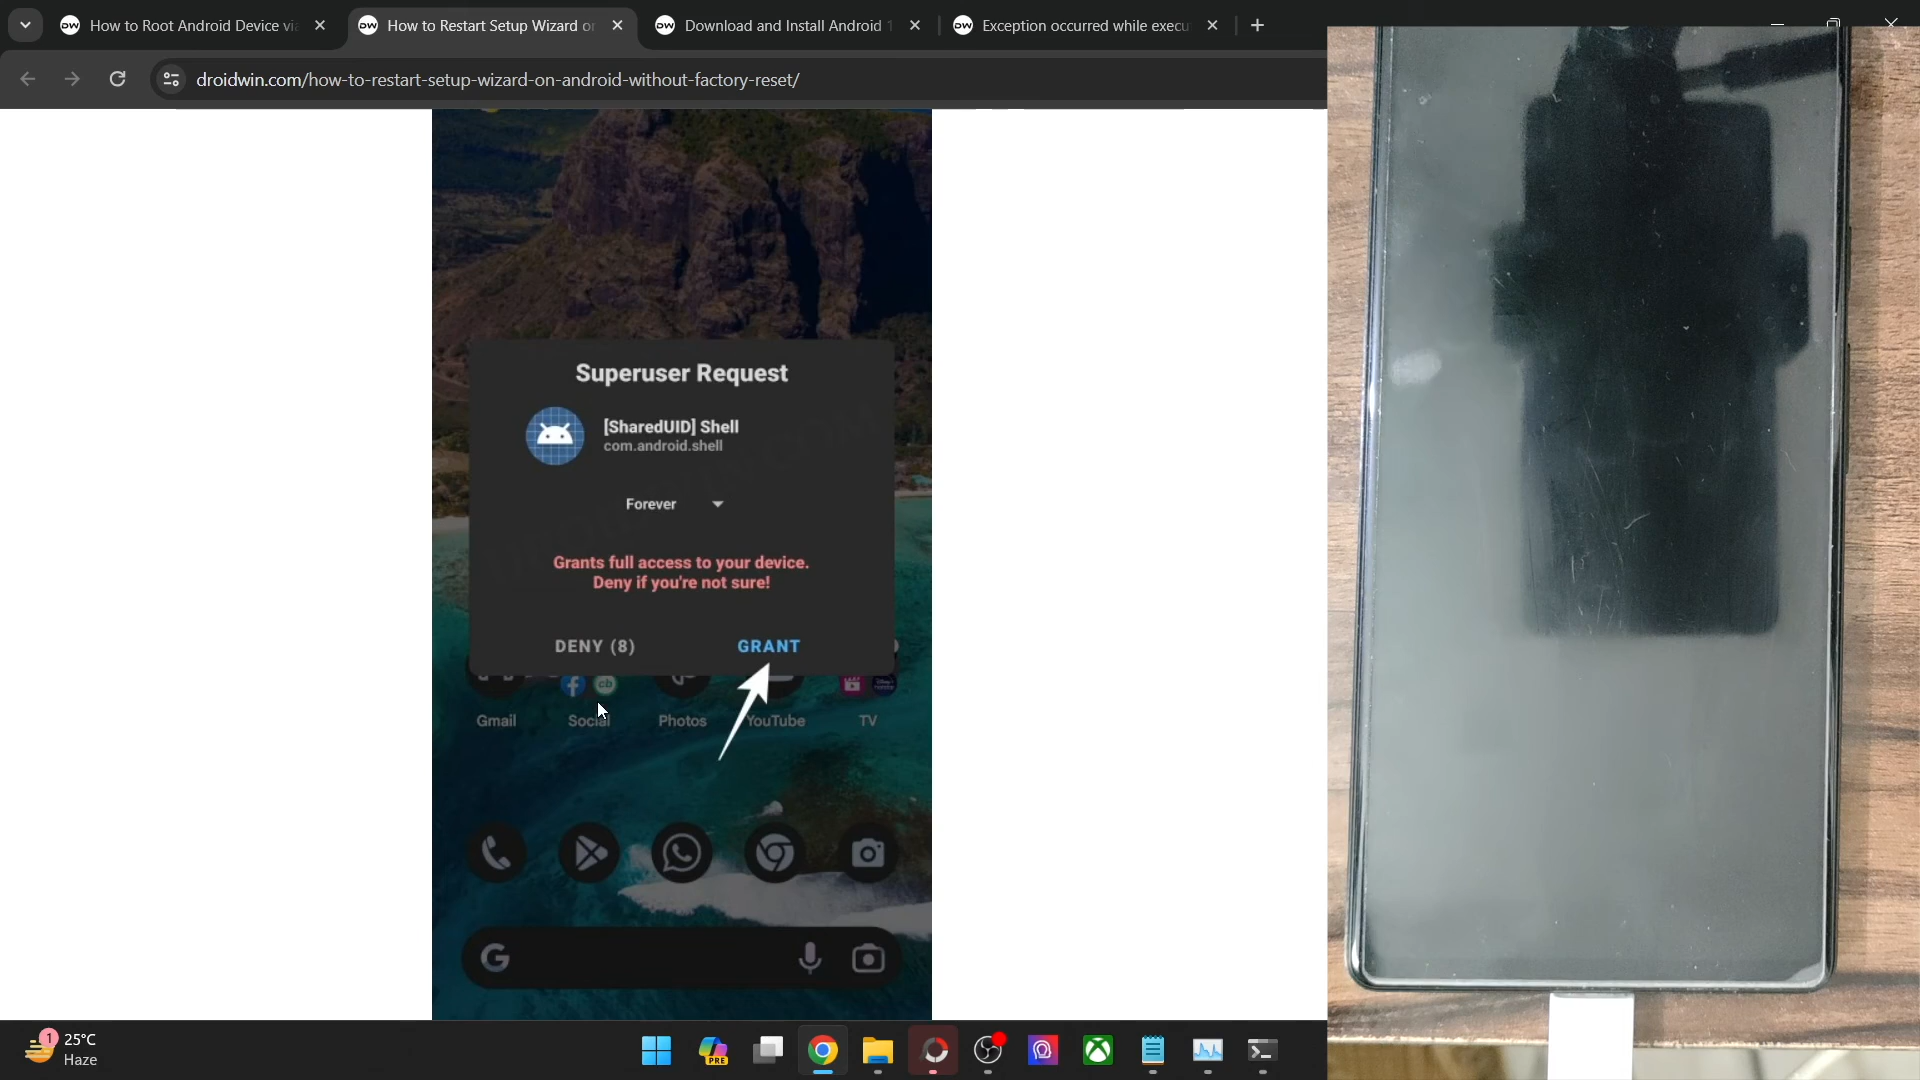 How to Root Android Device vi
How to Restart Setup Wizard o
Download and Install Android 1
Exception occurred while execu
droidwin.com/how-to-restart-setup-wizard-on-android-without-factory-reset/
Superuser Request
[SharedUID] Shell
com.android.shell
Forever
Grants full access to your device.
Deny if you're not sure!
DENY (8)
GRANT
Gmail
Social
Photos
YouTube
TV
1
25°C
Haze
PRE